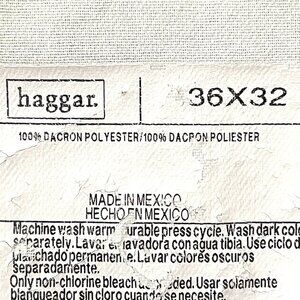 haggar. 36X32
100% DACRON POLYESTER/100% DACRON POLIESTER
MADE IN MEXICO
HECHO EN MEXICO
Machine wash warm durable press cycle. Wash dark col
separately. Lavar en lavadora con agua tibia. Use ciclo d
planchado permanente. Lavar colores oscuros
separadamente.
Only non-chlorine bleach as needed. Usar solamente
blanqueador sin cloro cuando se necesite.